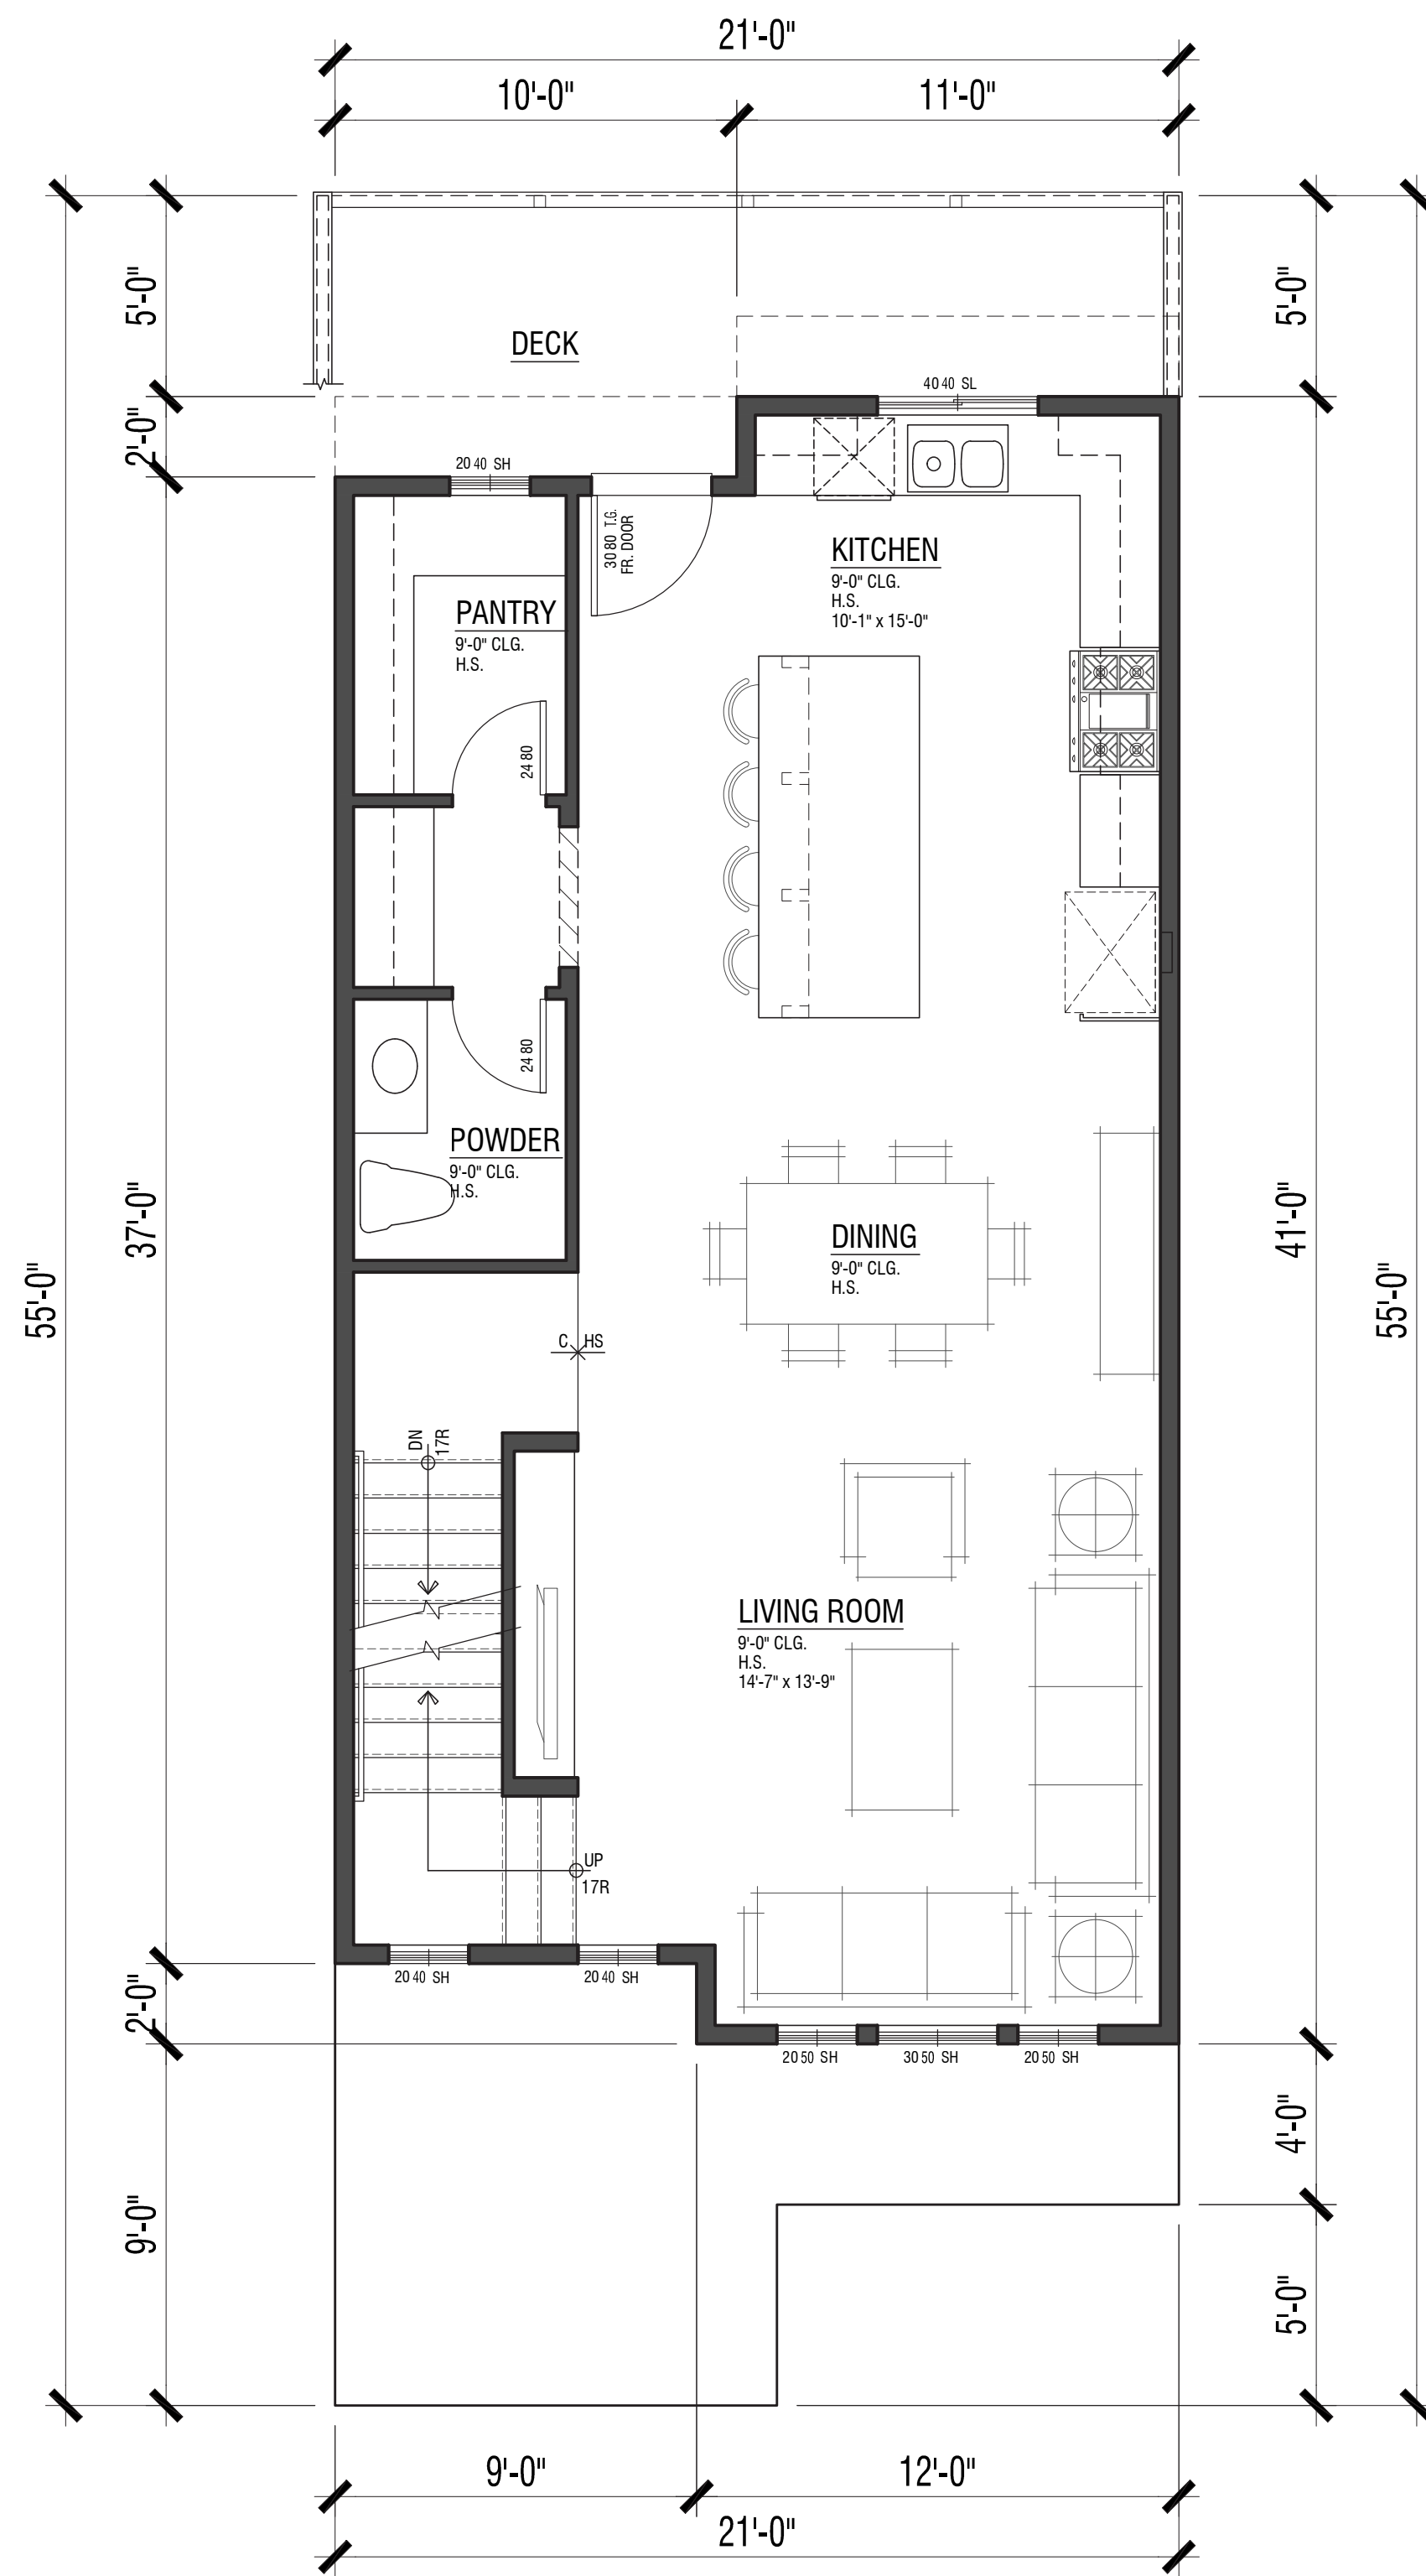 21'-0"
10'-0"
11'-0"
5'-0"
5'-0"
DECK
40 40 SL
2'-0"
20 40 SH
30 80 T.G.
FR. DOOR
KITCHEN
9'-0" CLG.
H.S.
10'-1" x 15'-0"
PANTRY
9'-0" CLG.
H.S.
24 80
24 80
POWDER
9'-0" CLG.
H.S.
37'-0"
41'-0"
DINING
9'-0" CLG.
H.S.
55'-0"
55'-0"
C HS
DN
17R
LIVING ROOM
9'-0" CLG.
H.S.
14'-7" x 13'-9"
UP
17R
20 40 SH
20 40 SH
2'-0"
20 50 SH
30 50 SH
20 50 SH
4'-0"
9'-0"
5'-0"
9'-0"
12'-0"
21'-0"